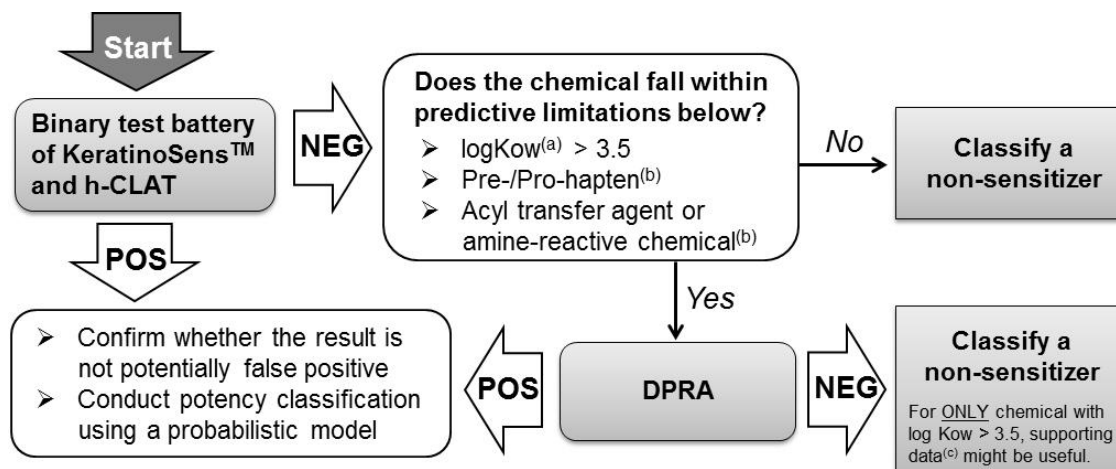 Start
Binary test battery
of KeratinoSens™
and h-CLAT
NEG
Does the chemical fall within
predictive limitations below?
➢ logKow(a) > 3.5
➢ Pre-/Pro-hapten(b)
➢ Acyl transfer agent or
amine-reactive chemical(b)
No
Classify a
non-sensitizer
POS
Yes
➢ Confirm whether the result is
not potentially false positive
➢ Conduct potency classification
using a probabilistic model
POS
DPRA
NEG
Classify a
non-sensitizer
For ONLY chemical with
log Kow > 3.5, supporting
data(c) might be useful.